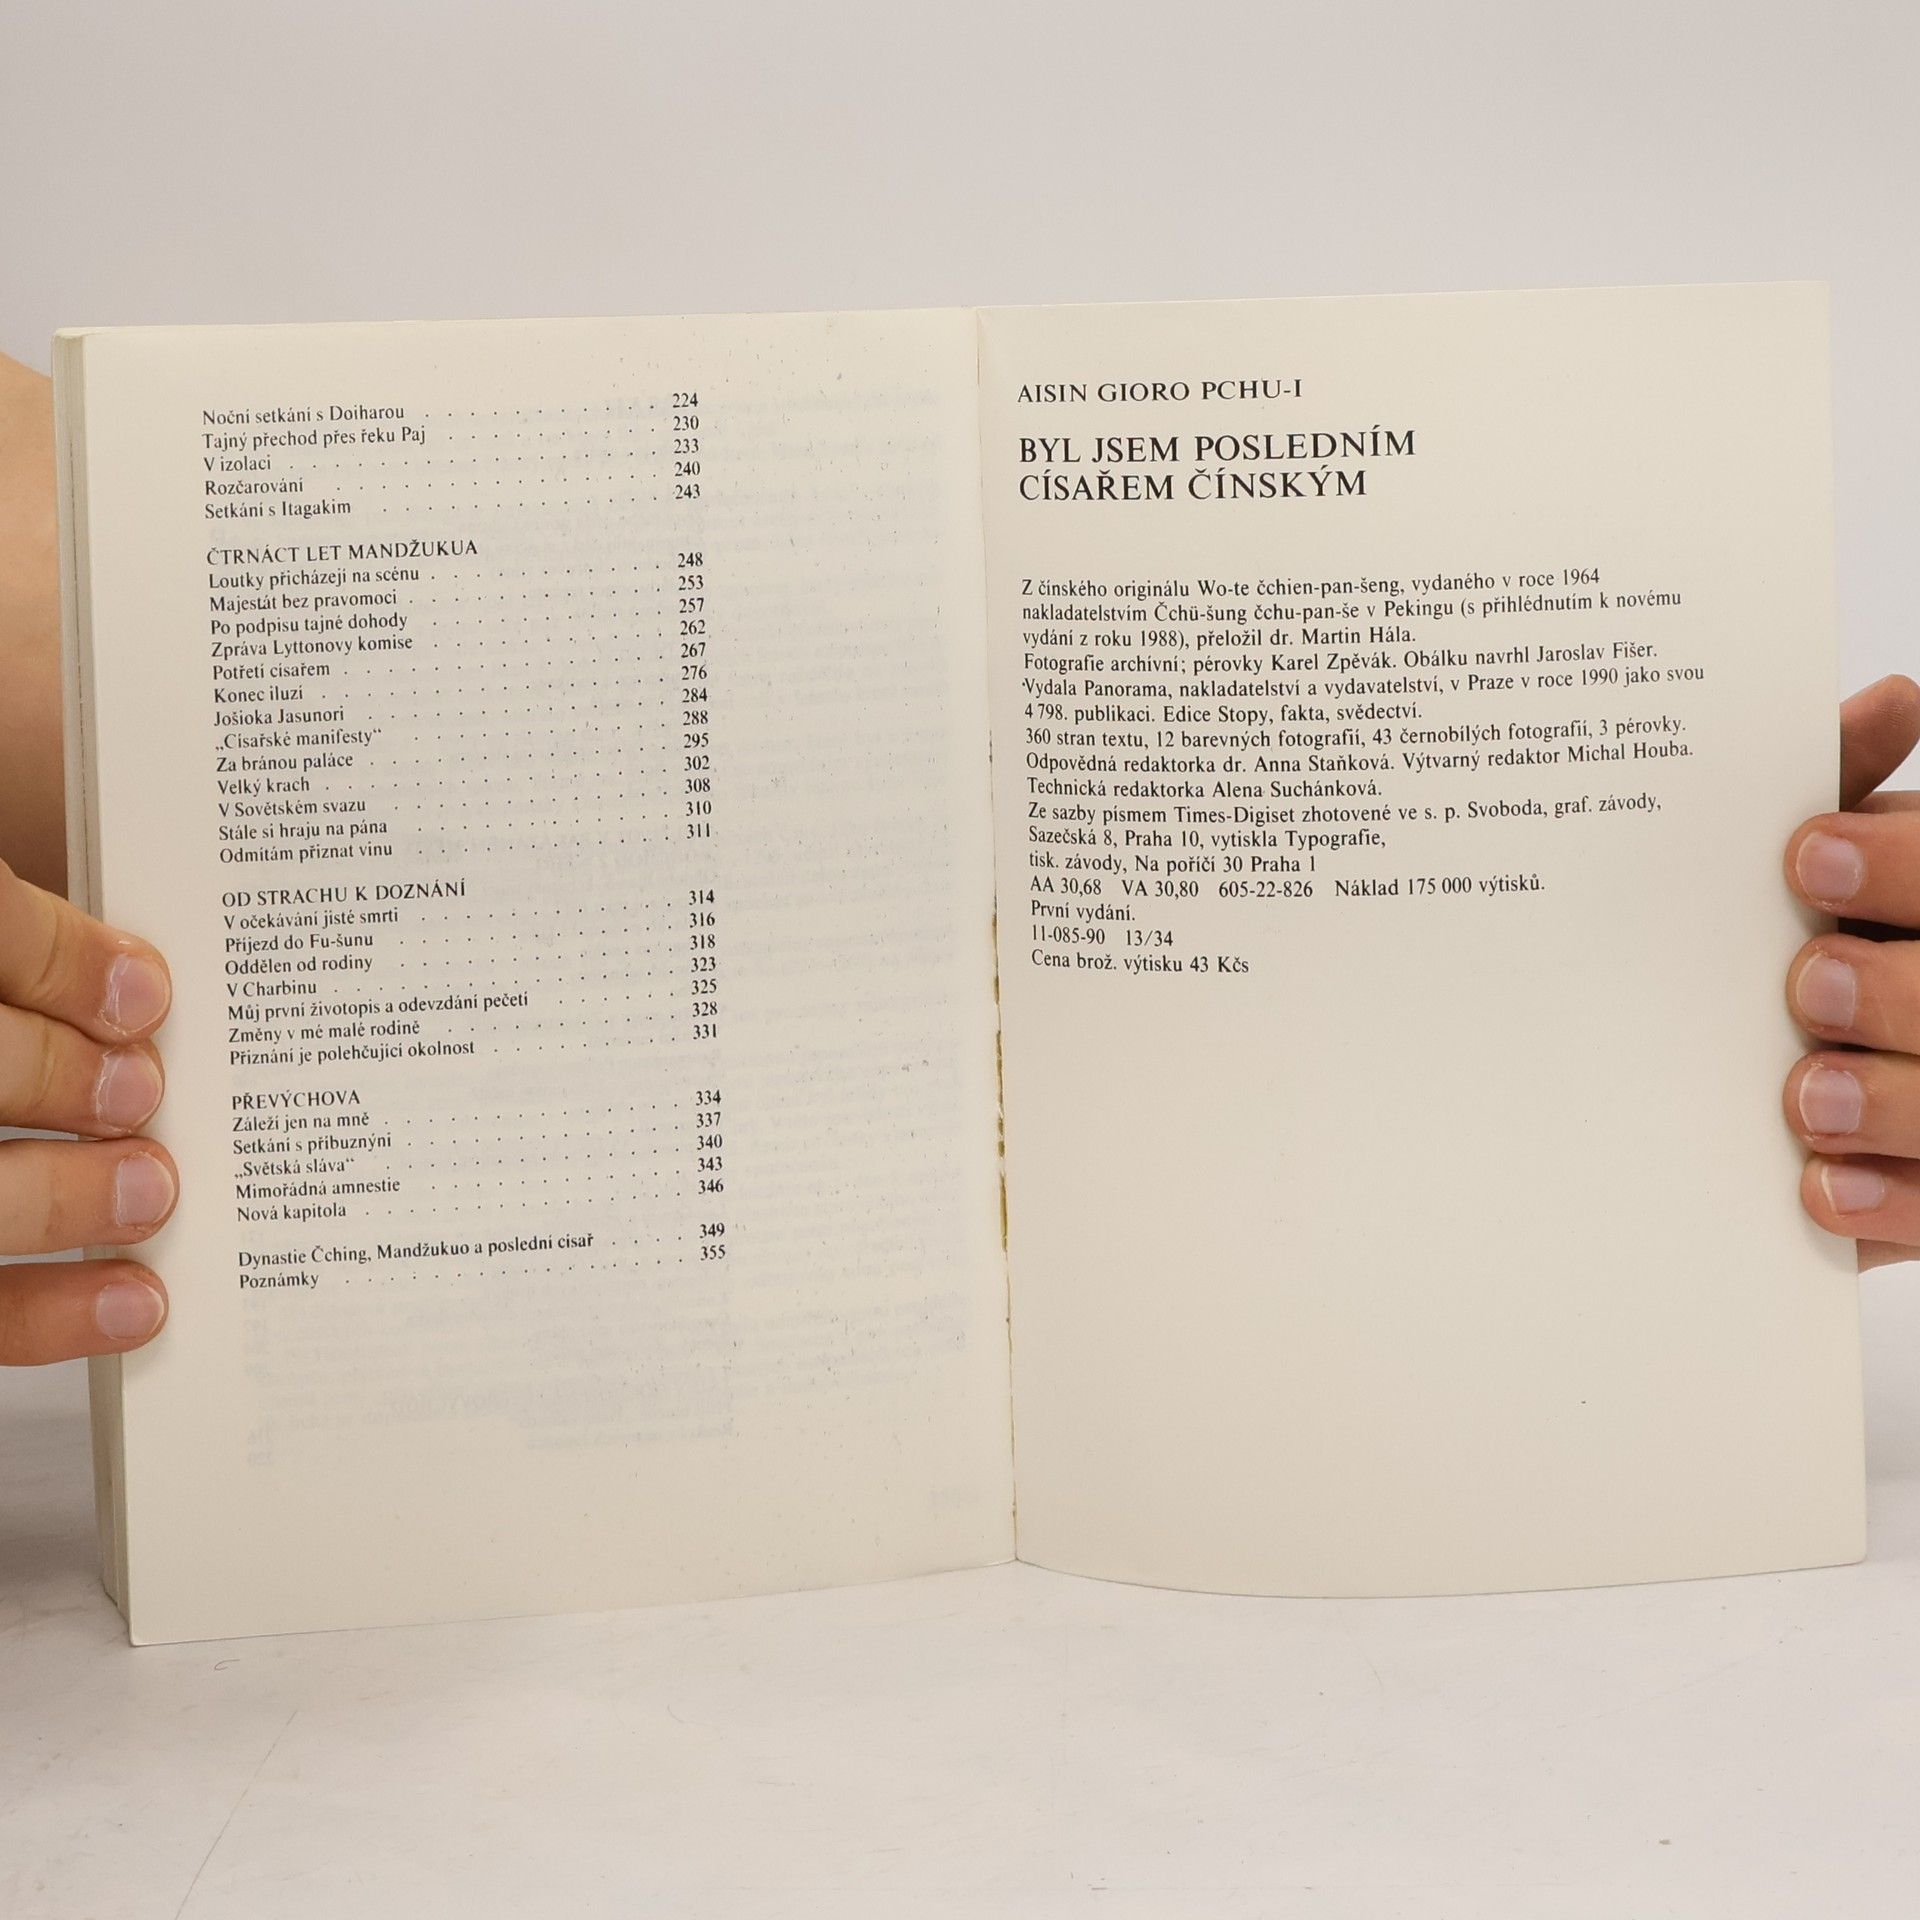 Noční setkání s Doiharou . . . . . . . . . . . 224
Tajný přechod přes řeku Paj . . . . . . . . . . 230
V izolaci . . . . . . . . . . . . . . . . . 233
Rozčarování . . . . . . . . . . . . . . . 240
Setkání s Itagakim . . . . . . . . . . . . . 243
ČTRNÁCT LET MANDŽUKUA
Loutky přicházejí na scénu . . . . . . . . . . . 248
Majestát bez pravomoci . . . . . . . . . . . . 253
Po podpisu tajné dohody . . . . . . . . . . . 257
Zpráva Lyttonovy komise . . . . . . . . . . . 262
Potřetí císařem . . . . . . . . . . . . . . . 267
Konec iluzí . . . . . . . . . . . . . . . . 276
Jošioka Jasunori . . . . . . . . . . . . . . 284
„Císařské manifesty“ . . . . . . . . . . . . 288
Za bránou paláce . . . . . . . . . . . . . . 295
Velký krach . . . . . . . . . . . . . . . . 302
V Sovětském svazu . . . . . . . . . . . . . 308
Stále si hraju na pána . . . . . . . . . . . . 310
Odmítám přiznat vinu . . . . . . . . . . . . 311
OD STRACHU K DOZNÁNÍ
V očekávání jisté smrti . . . . . . . . . . . . 314
Příjezd do Fu-šunu . . . . . . . . . . . . . 316
Oddělen od rodiny . . . . . . . . . . . . . 318
V Charbinu . . . . . . . . . . . . . . . . 323
Můj první životopis a odevzdání pečetí . . . . . . 325
Změny v mé malé rodině . . . . . . . . . . . 328
Přiznání je polehčující okolnost . . . . . . . . . 331
PŘEVÝCHOVA
Záleží jen na mně . . . . . . . . . . . . . . 334
Setkání s příbuznýni . . . . . . . . . . . . . 337
„Světská sláva“ . . . . . . . . . . . . . . 340
Mimořádná amnestie . . . . . . . . . . . . 343
Nová kapitola . . . . . . . . . . . . . . . 346
Dynastie Čching, Mandžukuo a poslední císař . . . . 349
Poznámky . . . . . . . . . . . . . . . . 355
AISIN GIORO PCHU-I
BYL JSEM POSLEDNÍM
CÍSAŘEM ČÍNSKÝM
Z čínského originálu Wo-te čchien-pan-šeng, vydaného v roce 1964
nakladatelstvím Čchü-šung čchu-pan-še v Pekingu (s přihlédnutím k novému
vydání z roku 1988), přeložil dr. Martin Hála.
Fotografie archívní; pérovky Karel Zpěvák. Obálku navrhl Jaroslav Fišer.
Vydala Panorama, nakladatelství a vydavatelství, v Praze v roce 1990 jako svou
4 798. publikaci. Edice Stopy, fakta, svědectví.
360 stran textu, 12 barevných fotografií, 43 černobílých fotografií, 3 pérovky.
Odpovědná redaktorka dr. Anna Staňková. Výtvarný redaktor Michal Houba.
Technická redaktorka Alena Suchánková.
Ze sazby písmem Times-Digiset zhotovené ve s. p. Svoboda, graf. závody,
Sazečská 8, Praha 10, vytiskla Typografie,
tisk. závody, Na poříčí 30 Praha 1
AA 30,68 VA 30,80 605-22-826 Náklad 175 000 výtisků.
První vydání.
11-085-90 13/34
Cena brož. výtisku 43 Kčs